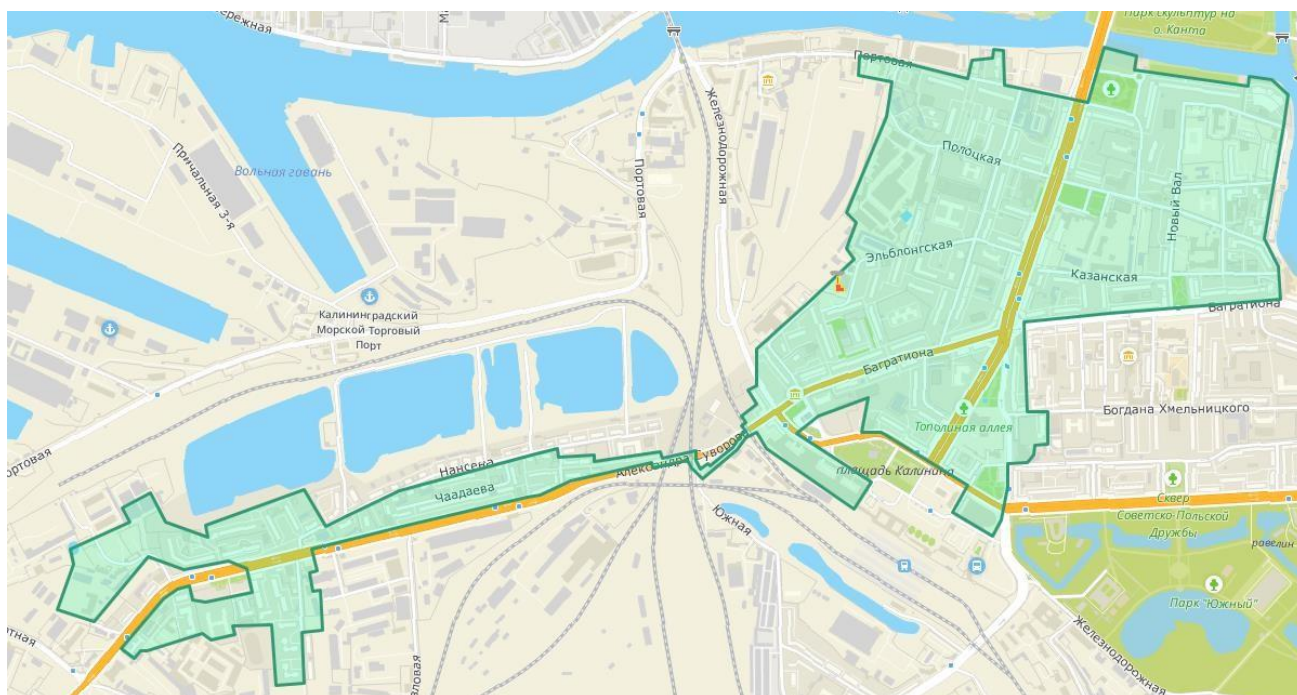 Парк скульптур на
о. Канта
Портовая
Железнодорожная
Причальная 3-я
Вольная гавань
Портовая
Полоцкая
Новый Вал
Эльблонгская
Казанская
Багратиона
Калининградский
Морской Торговый
Порт
Багратиона
Богдана Хмельницкого
Тополиная аллея
Нансена
Чаадаева
площадь Калинина
Сквер
Советско-Польской
Дружбы
Южная
равелин
Парк "Южный"
Железнодорожная